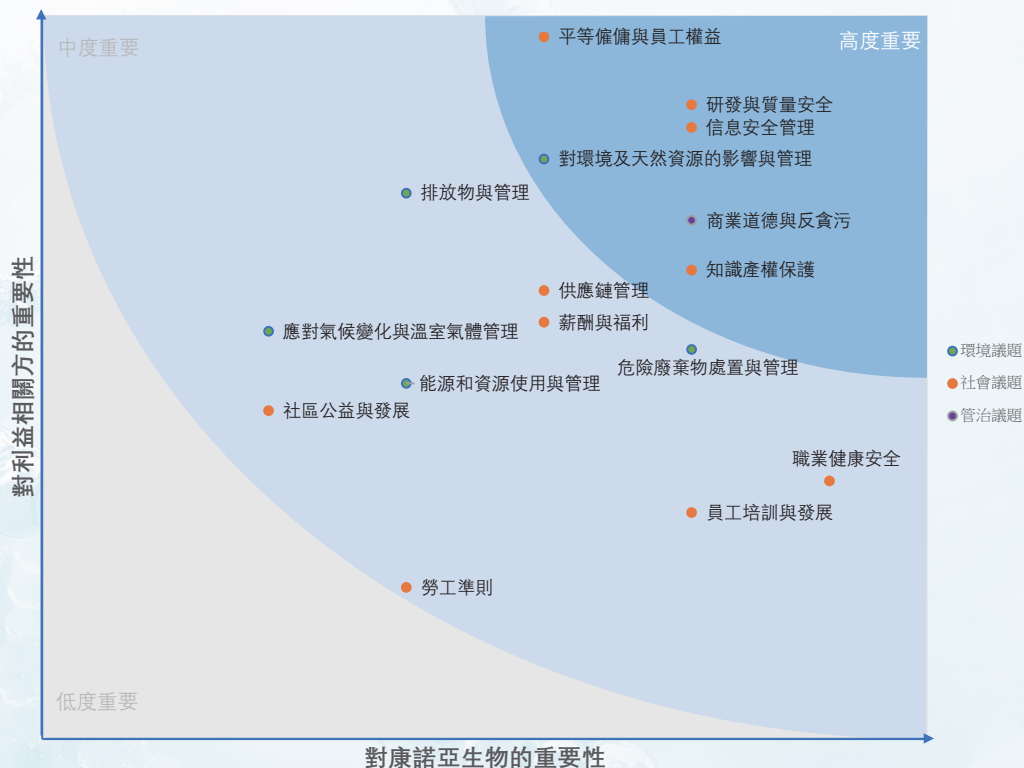 平等僱傭與員工權益
高度重要
中度重要
研發與質量安全
信息安全管理
對環境及天然資源的影響與管理
排放物與管理
商業道德與反貪污
知識產權保護
供應鏈管理
薪酬與福利
應對氣候變化與溫室氣體管理
危險廢棄物處置與管理
能源和資源使用與管理
社區公益與發展
職業健康安全
員工培訓與發展
勞工準則
低度重要
對利益相關方的重要性
對康諾亞生物的重要性
環境議題
社會議題
管治議題